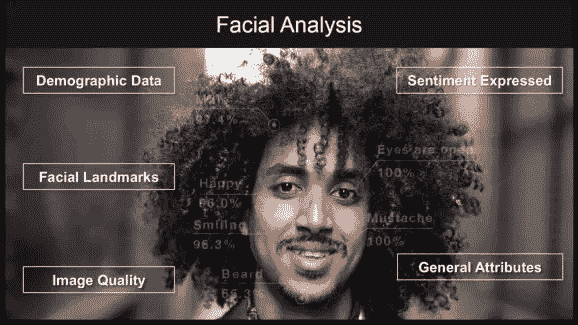 Facial Analysis
Demographic Data
Sentiment Expressed
Eyes are open
100%
Facial Landmarks
Happy
Smiling
Mustache
96.3%
100%
General Attributes
Beard
Image Quality